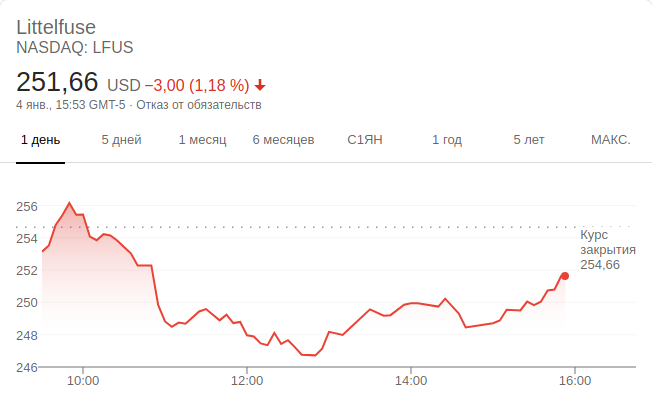 Littelfuse
NASDAQ: LFUS
251,66 USD −3,00 (1,18 %)
4 янв., 15:53 GMT-5 · Отказ от обязательств
1 день 5 дней 1 месяц 6 месяцев С1ЯН 1 год 5 лет МАКС.
256
254
252
250
248
246
Курс
закрытия
254,66
10:00 12:00 14:00 16:00